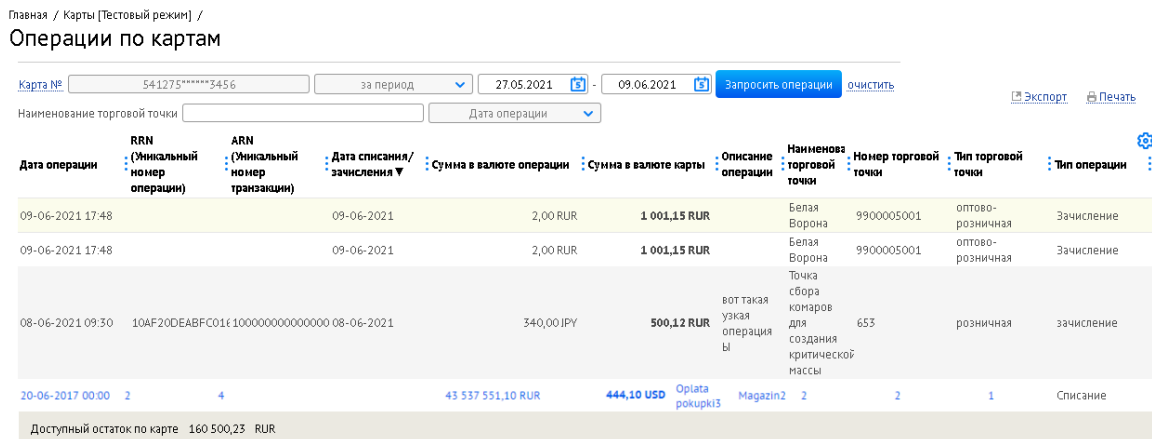 Главная / Карты [Тестовый режим] /
Операции по картам
Карта № 541275******3456 за период 27.05.2021 - 09.06.2021 Запросить операции очистить
Экспорт Печать
Наименование торговой точки Дата операции
Дата операции RRN (Уникальный номер операции) ARN (Уникальный номер транзакции) Дата списания/зачисления ▼ Сумма в валюте операции Сумма в валюте карты Описание операции Наименова торговой точки Номер торговой точки Тип торговой точки Тип операции
09-06-2021 17:48 09-06-2021 2,00 RUR 1 001,15 RUR Белая Ворона 9900005001 оптово-розничная Зачисление
09-06-2021 17:48 09-06-2021 2,00 RUR 1 001,15 RUR Белая Ворона 9900005001 оптово-розничная Зачисление
08-06-2021 09:30 10AF20DEABFC01 100000000000000 08-06-2021 340,00 JPY 500,12 RUR вот такая узкая операция Ы Точка сбора комаров для создания критической массы 653 розничная зачисление
20-06-2017 00:00 2 4 43 537 551,10 RUR 444,10 USD Oplata pokupki3 Magazin2 2 2 1 Списание
Доступный остаток по карте 160 500,23 RUR